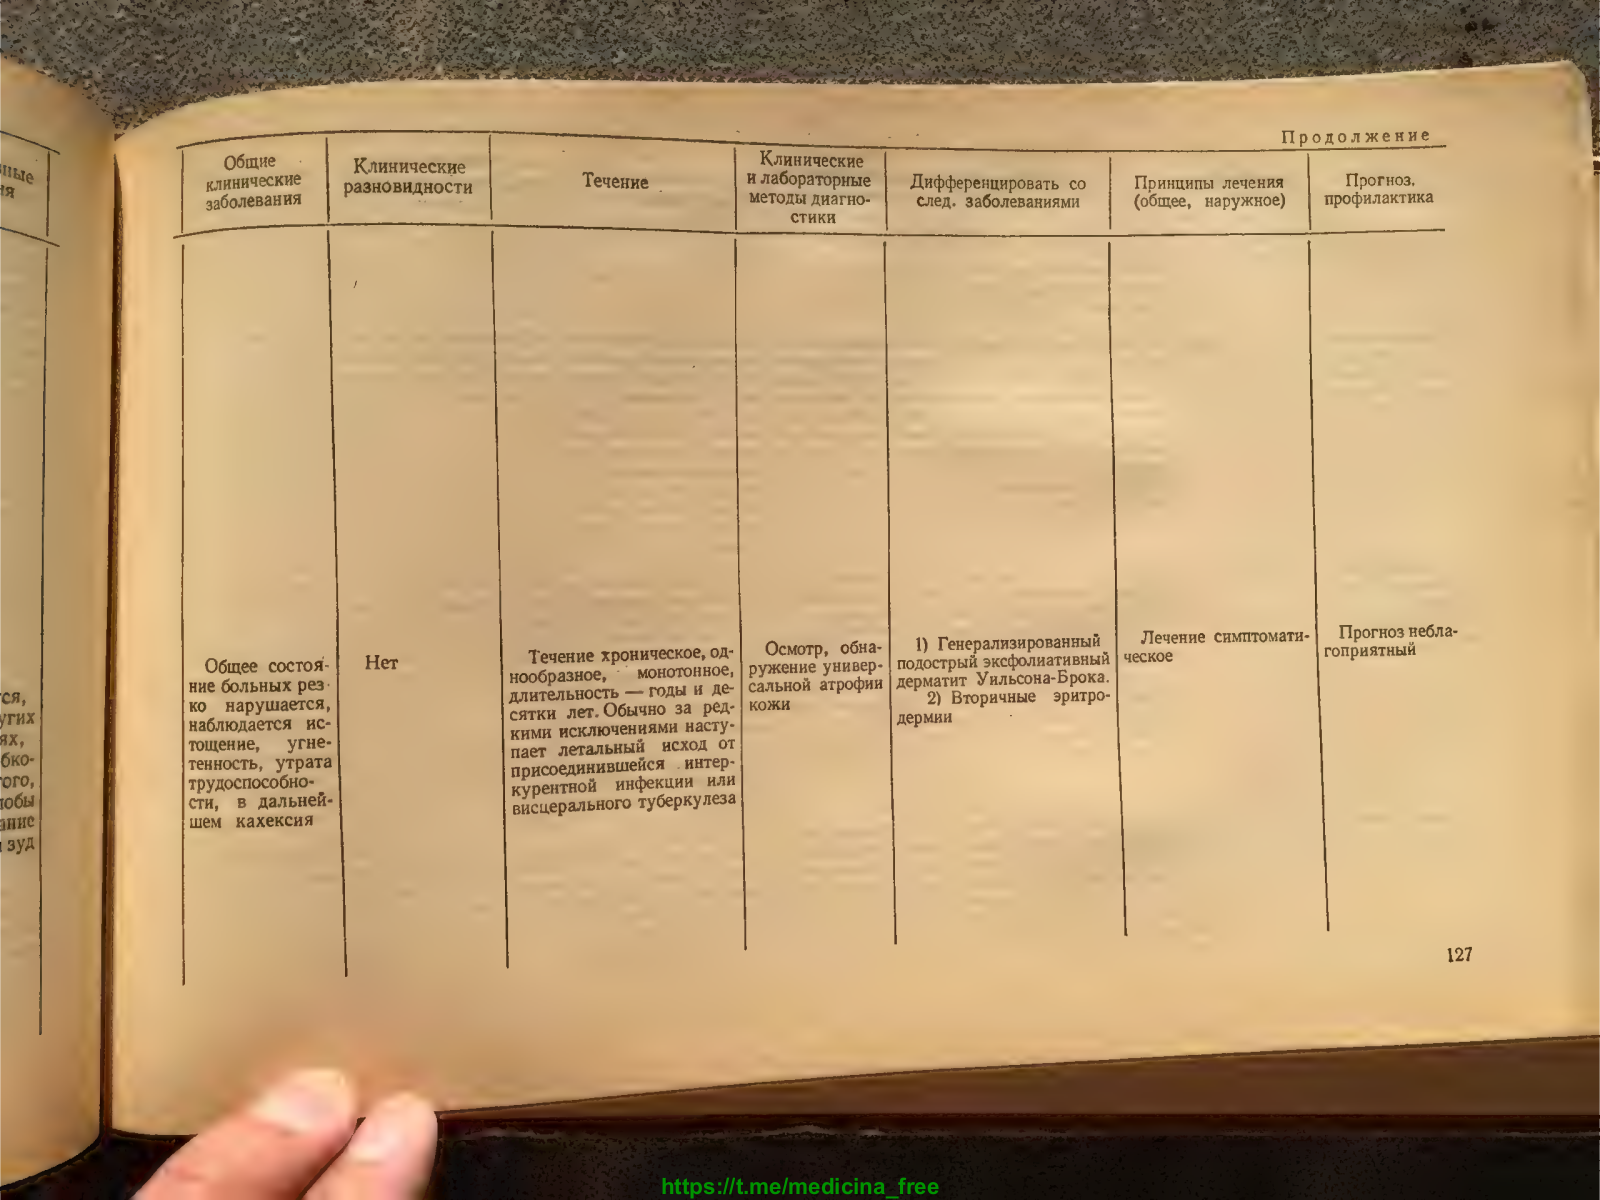 Продолжение
Общие
клинические
заболевания
Клинические
разновидности
Течение
Клинические
и лабораторные
методы диагно-
стики
Дифференцировать со
след. заболеваниями
Принципы лечения
(общее, наружное)
Прогноз,
профилактика
Общее состоя-
ние больных рез-
ко нарушается,
наблюдается ис-
тощение, угне-
тенность, утрата
трудоспособно-
сти, в дальней-
шем кахексия
Нет
Течение хроническое, од-
нообразное, монотонное,
длительность — годы и де-
сятки лет. Обычно за ред-
кими исключениями насту-
пает летальный исход от
присоединившейся интер-
курентной инфекции или
висцерального туберкулеза
Осмотр, обна-
ружение универ-
сальной атрофии
кожи
1) Генерализированный
подострый эксфолиативный
дерматит Уильсона-Брока.
2) Вторичные эритро-
дермии
Лечение симптомати-
ческое
Прогноз небла-
гоприятный
127
зуд
https://t.me/medicina_free